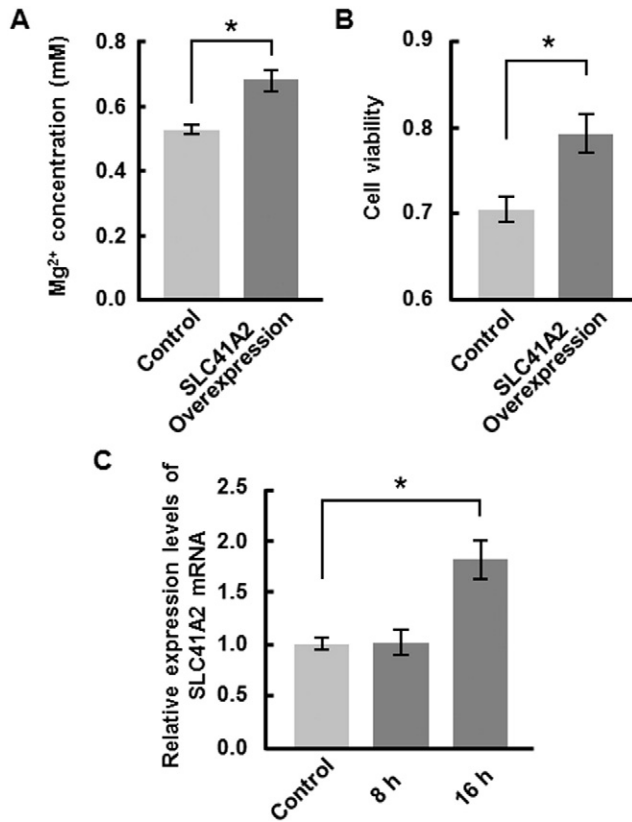 A
Mg²⁺ concentration (mM)
0.8
0.6
0.4
0.2
0.0
*
Control
SLC41A2
Overexpression
B
Cell viability
0.9
0.8
0.7
0.6
*
Control
SLC41A2
Overexpression
C
Relative expression levels of
SLC41A2 mRNA
2.5
2.0
1.0
1.0
0.5
0.0
*
Control
8 h
16 h